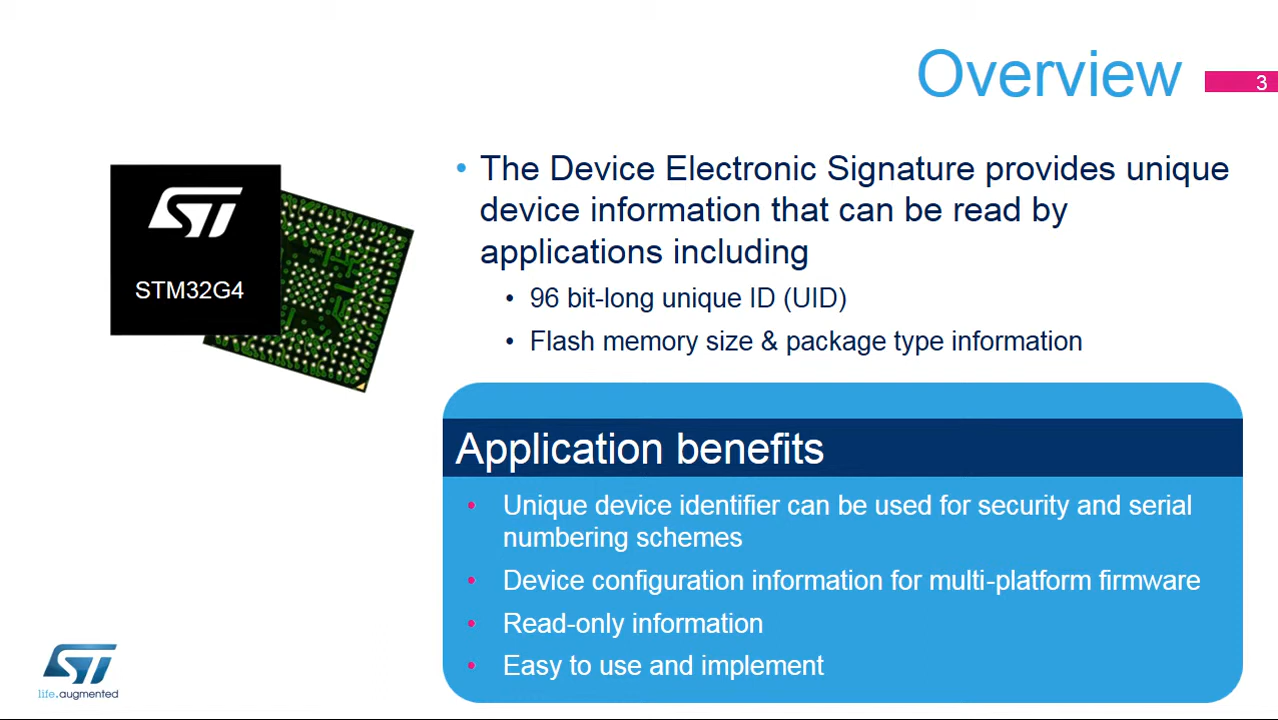 Overview
3
ST
STM32G4
• The Device Electronic Signature provides unique
device information that can be read by
applications including
• 96 bit-long unique ID (UID)
• Flash memory size & package type information
Application benefits
• Unique device identifier can be used for security and serial
numbering schemes
• Device configuration information for multi-platform firmware
• Read-only information
• Easy to use and implement
ST
life.augmented